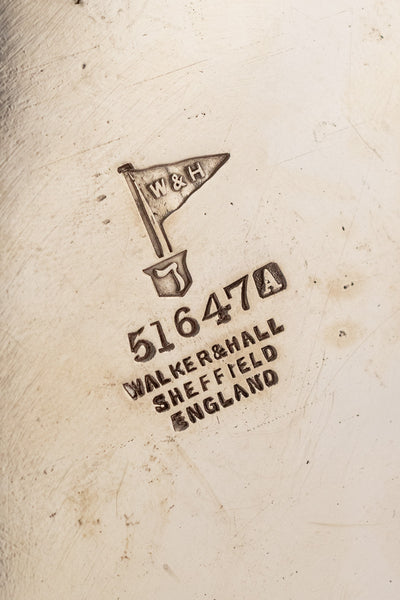 W & H
51647 A
WALKER&HALL
SHEFFIELD
ENGLAND